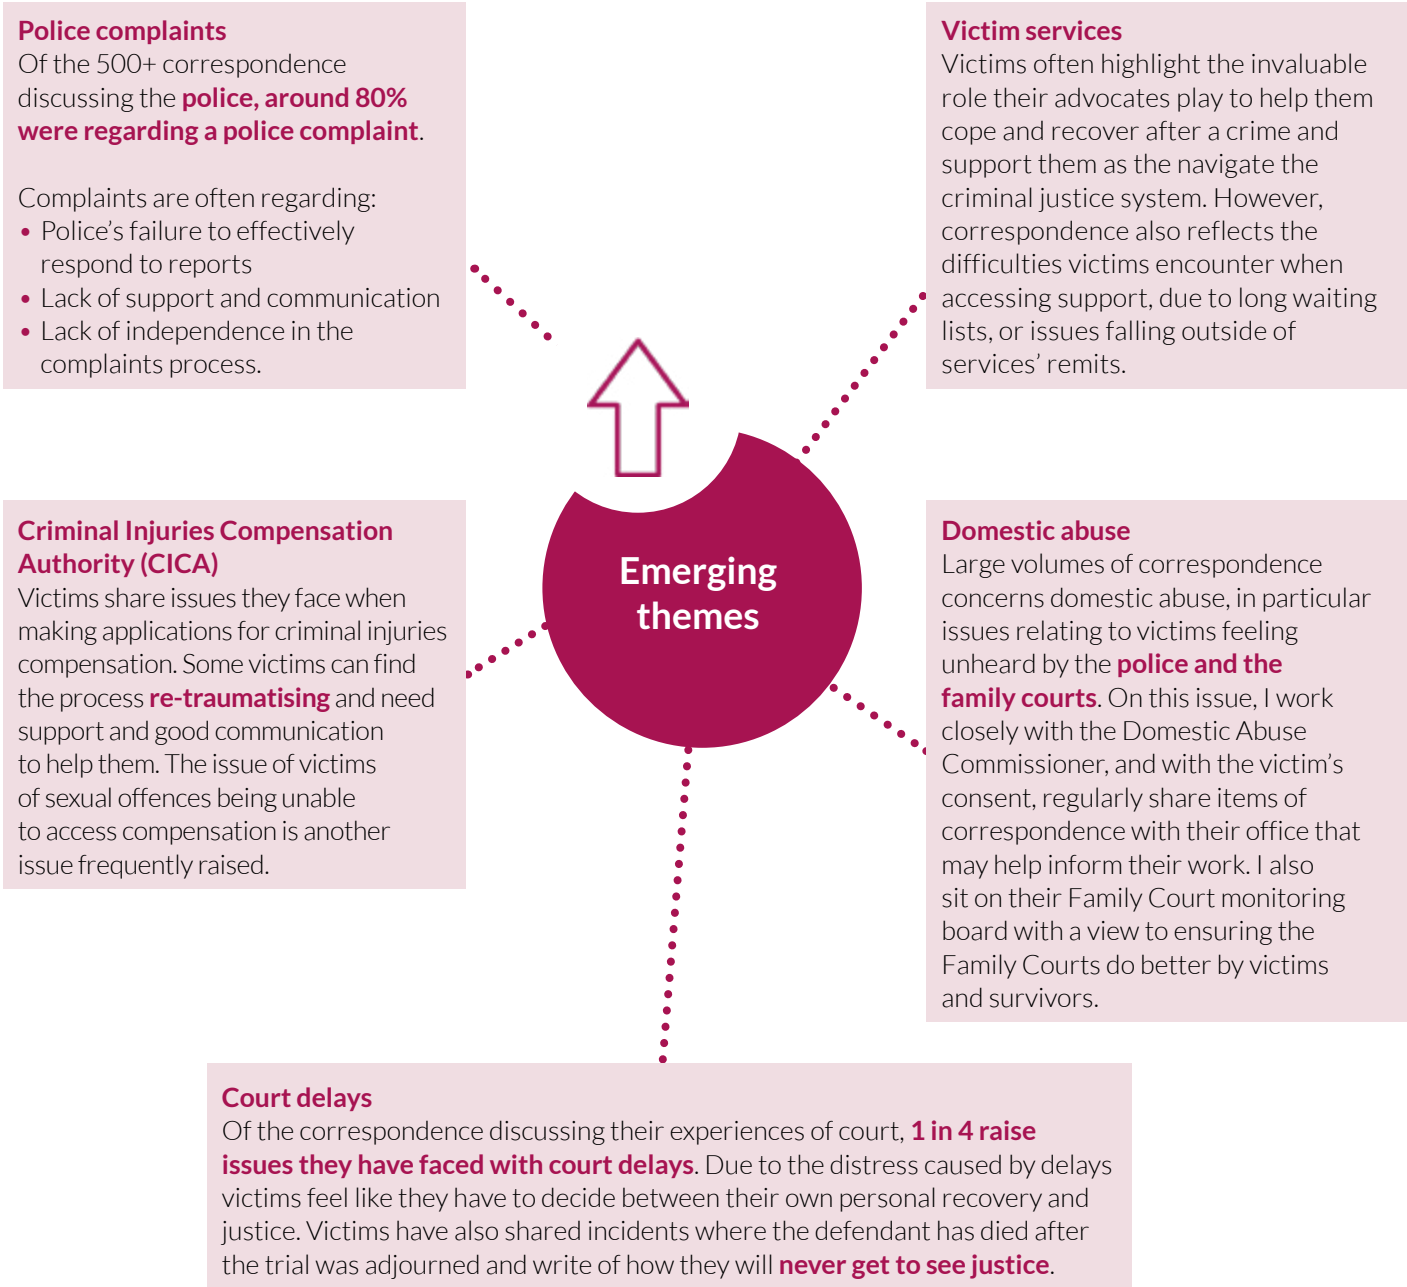 Police complaints
Of the 500+ correspondence
discussing the police, around 80%
were regarding a police complaint.
Complaints are often regarding:
• Police’s failure to effectively
respond to reports
• Lack of support and communication
• Lack of independence in the
complaints process.
Victim services
Victims often highlight the invaluable
role their advocates play to help them
cope and recover after a crime and
support them as the navigate the
criminal justice system. However,
correspondence also reflects the
difficulties victims encounter when
accessing support, due to long waiting
lists, or issues falling outside of
services’ remits.
Emerging
themes
Criminal Injuries Compensation
Authority (CICA)
Victims share issues they face when
making applications for criminal injuries
compensation. Some victims can find
the process re-traumatising and need
support and good communication
to help them. The issue of victims
of sexual offences being unable
to access compensation is another
issue frequently raised.
Domestic abuse
Large volumes of correspondence
concerns domestic abuse, in particular
issues relating to victims feeling
unheard by the police and the
family courts. On this issue, I work
closely with the Domestic Abuse
Commissioner, and with the victim’s
consent, regularly share items of
correspondence with their office that
may help inform their work. I also
sit on their Family Court monitoring
board with a view to ensuring the
Family Courts do better by victims
and survivors.
Court delays
Of the correspondence discussing their experiences of court, 1 in 4 raise
issues they have faced with court delays. Due to the distress caused by delays
victims feel like they have to decide between their own personal recovery and
justice. Victims have also shared incidents where the defendant has died after
the trial was adjourned and write of how they will never get to see justice.